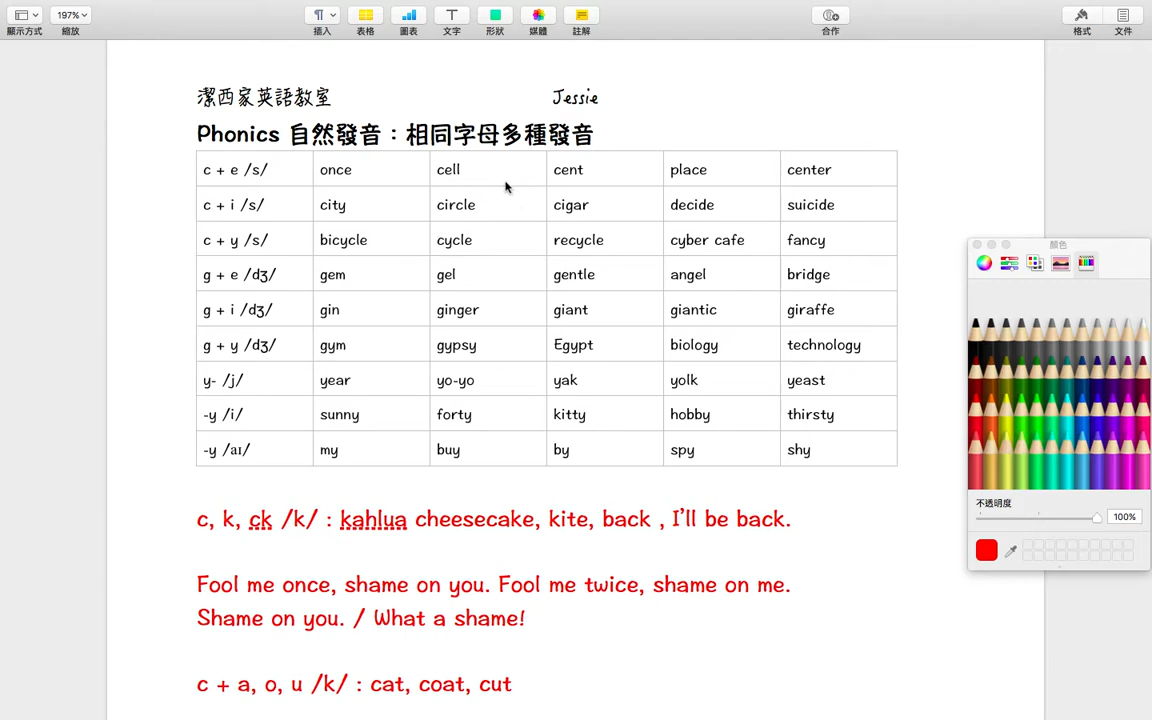 197%
顯示方式 縮放 插入 表格 圖表 文字 形狀 媒體 註解 合作 格式 文件
潔西家英語教室 Jessie
Phonics 自然發音：相同字母多種發音
c + e /s/ once cell cent place center
c + i /s/ city circle cigar decide suicide
c + y /s/ bicycle cycle recycle cyber cafe fancy
g + e /dʒ/ gem gel gentle angel bridge
g + i /dʒ/ gin ginger giant giantic giraffe
g + y /dʒ/ gym gypsy Egypt biology technology
y- /j/ year yo-yo yak yolk yeast
-y /i/ sunny forty kitty hobby thirsty
-y /aɪ/ my buy by spy shy
c, k, ck /k/ : kahlua cheesecake, kite, back , I'll be back.
Fool me once, shame on you. Fool me twice, shame on me.
Shame on you. / What a shame!
c + a, o, u /k/ : cat, coat, cut
顏色
不透明度
100%